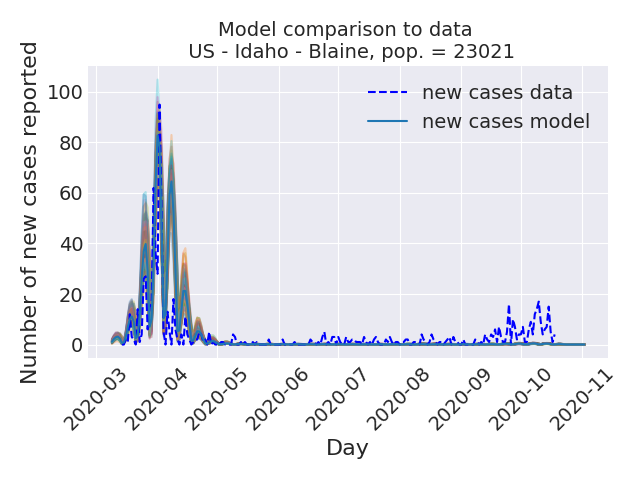 Model comparison to data
US - Idaho - Blaine, pop. = 23021
Number of new cases reported
100
80
60
40
20
0
new cases data
new cases model
2020-03
2020-04
2020-05
2020-06
2020-07
2020-08
2020-09
2020-10
2020-11
Day